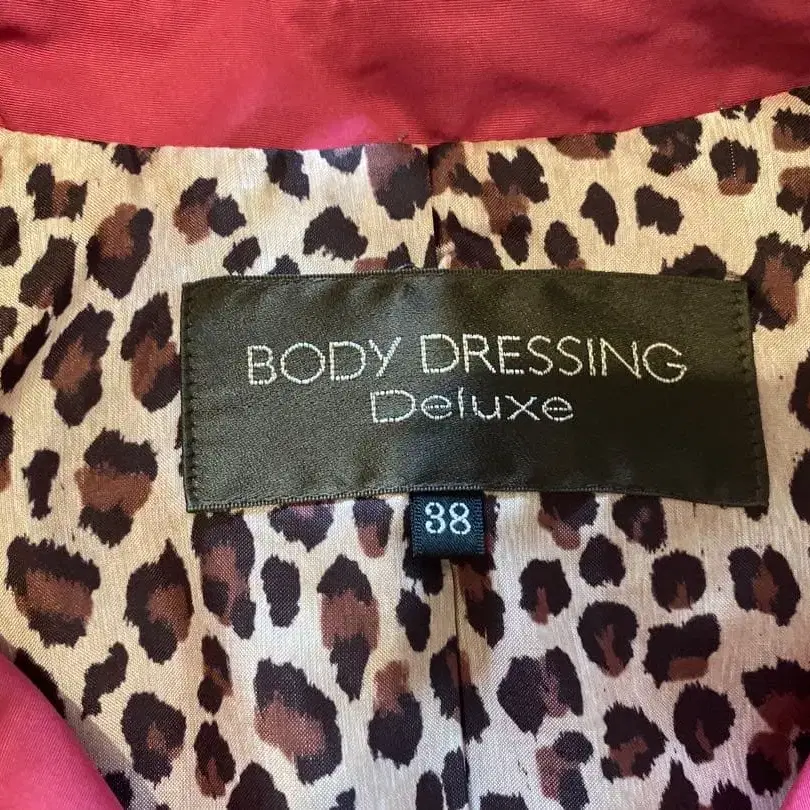 BODY DRESSING
Deluxe
38